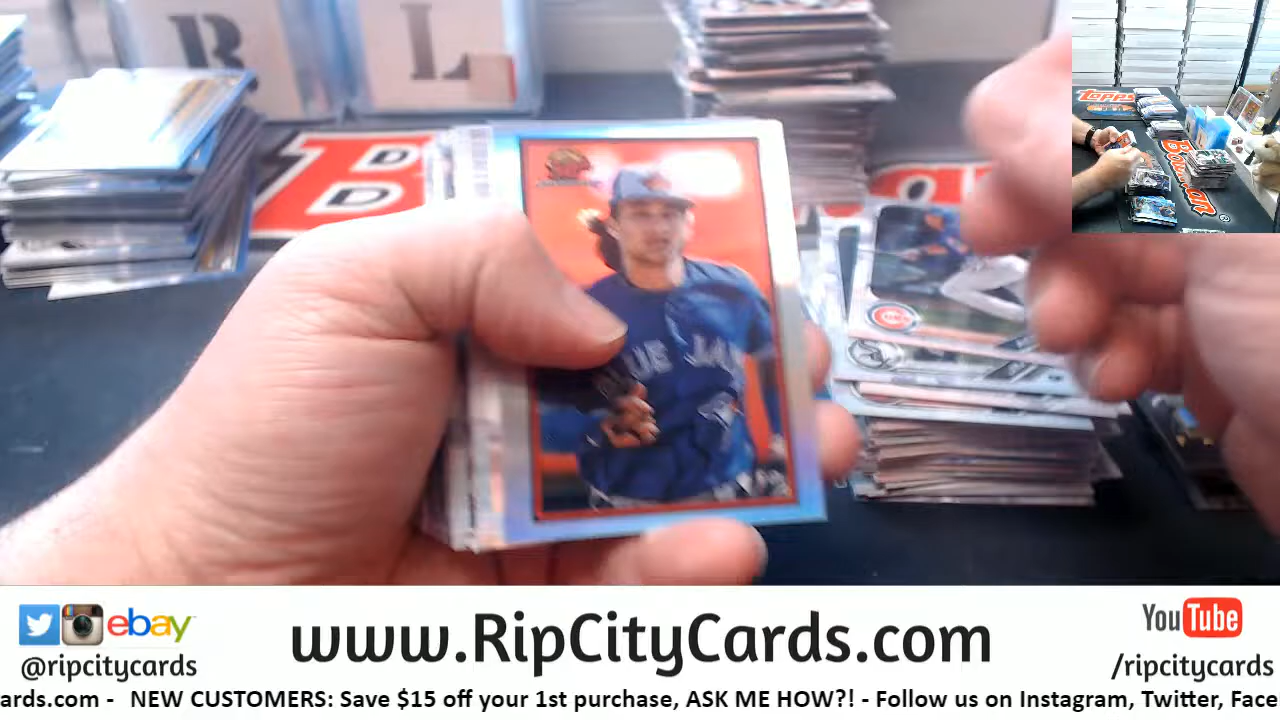 B L
D
D
BLUE JAYS
Topps
Bowman
ebay
@ripcitycards
www.RipCityCards.com
YouTube
/ripcitycards
cards.com - NEW CUSTOMERS: Save $15 off your 1st purchase, ASK ME HOW?! - Follow us on Instagram, Twitter, Face